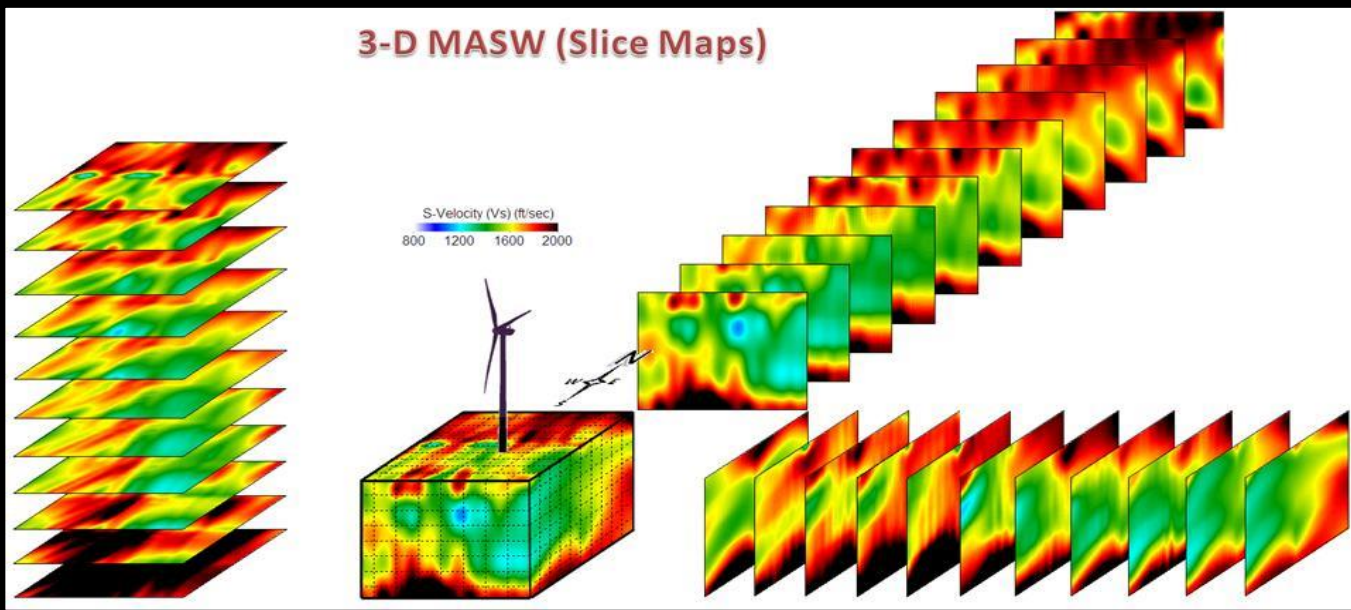 3-D MASW (Slice Maps)
S-Velocity (Vs) (ft/sec)
800 1200 1600 2000
N
W E
S